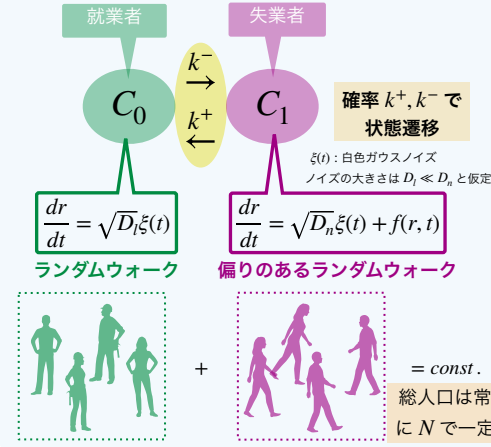 就業者
失業者
C₀
k⁻
→
k⁺
←
C₁
確率 k⁺, k⁻ で
状態遷移
ξ(t) : 白色ガウスノイズ
ノイズの大きさは D_l ≪ D_n と仮定
dr/dt = √D_l ξ(t)
dr/dt = √D_n ξ(t) + f(r, t)
ランダムウォーク
偏りのあるランダムウォーク
+
= const .
総人口は常
に N で一定